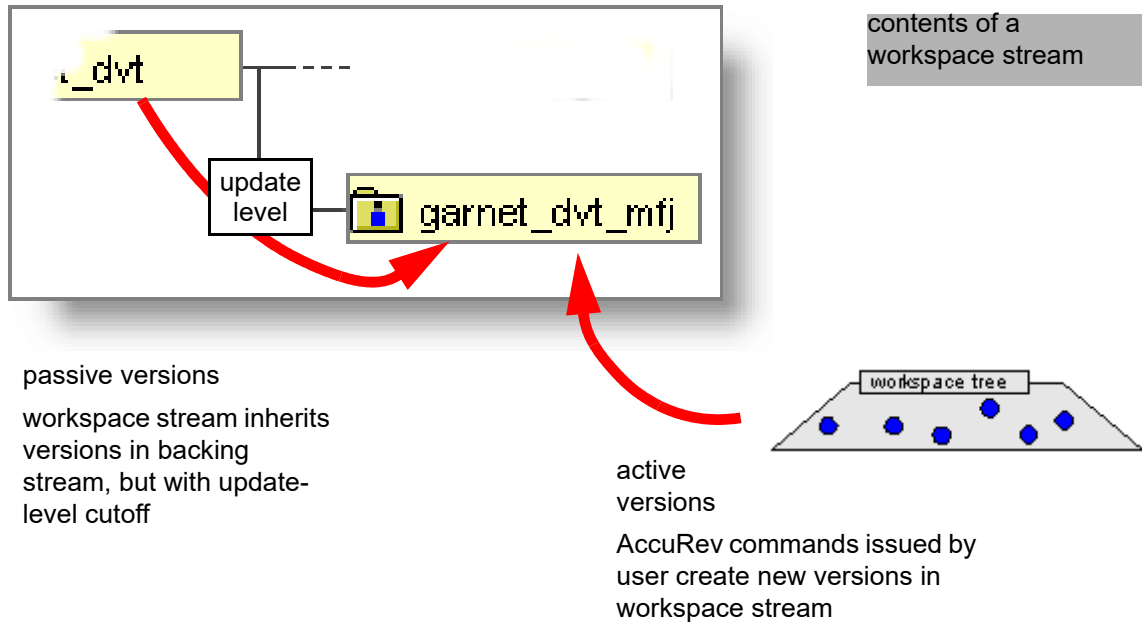 contents of a
workspace stream
_dvt
update
level
garnet_dvt_mfj
passive versions
workspace stream inherits
versions in backing
stream, but with update-
level cutoff
workspace tree
active
versions
AccuRev commands issued by
user create new versions in
workspace stream